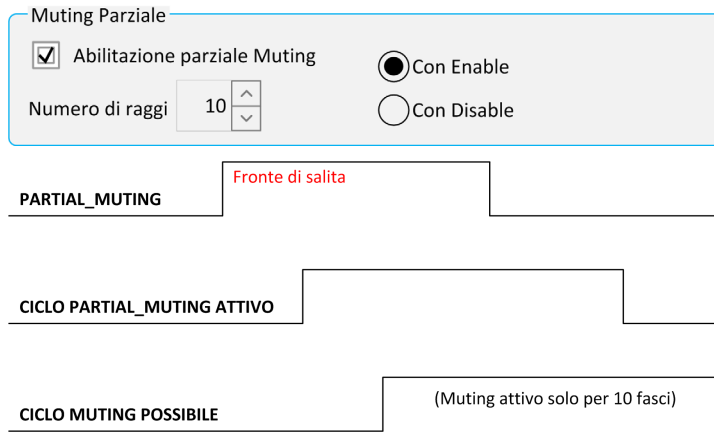 Muting Parziale
Abilitazione parziale Muting
Con Enable
Numero di raggi 10
Con Disable
Fronte di salita
PARTIAL_MUTING
CICLO PARTIAL_MUTING ATTIVO
(Muting attivo solo per 10 fasci)
CICLO MUTING POSSIBILE